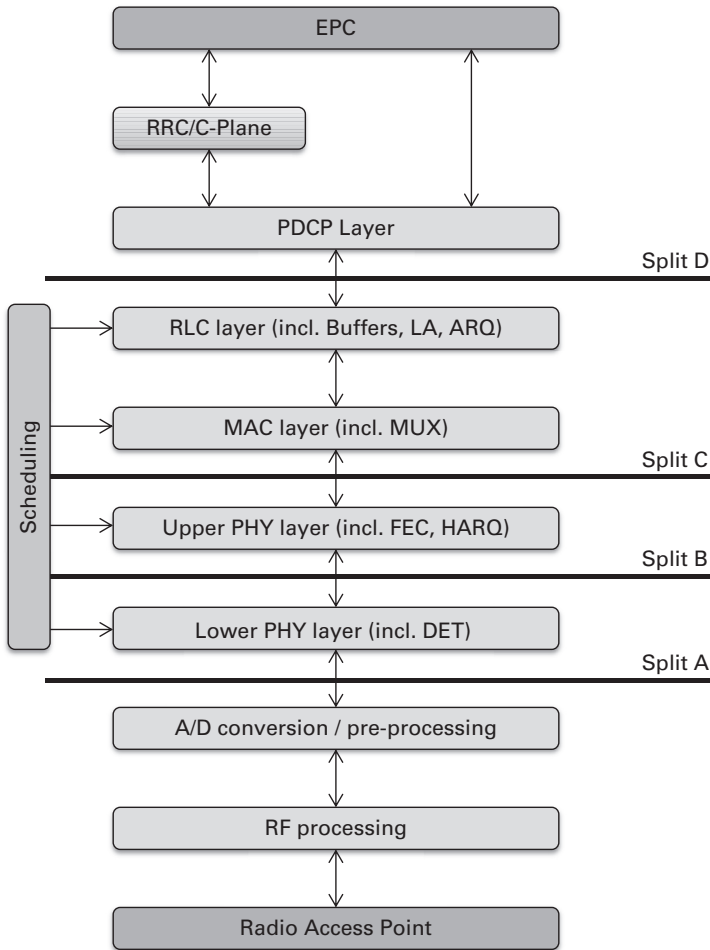 EPC
RRC/C-Plane
PDCP Layer
Split D
RLC layer (incl. Buffers, LA, ARQ)
Scheduling
MAC layer (incl. MUX)
Split C
Upper PHY layer (incl. FEC, HARQ)
Split B
Lower PHY layer (incl. DET)
Split A
A/D conversion / pre-processing
RF processing
Radio Access Point